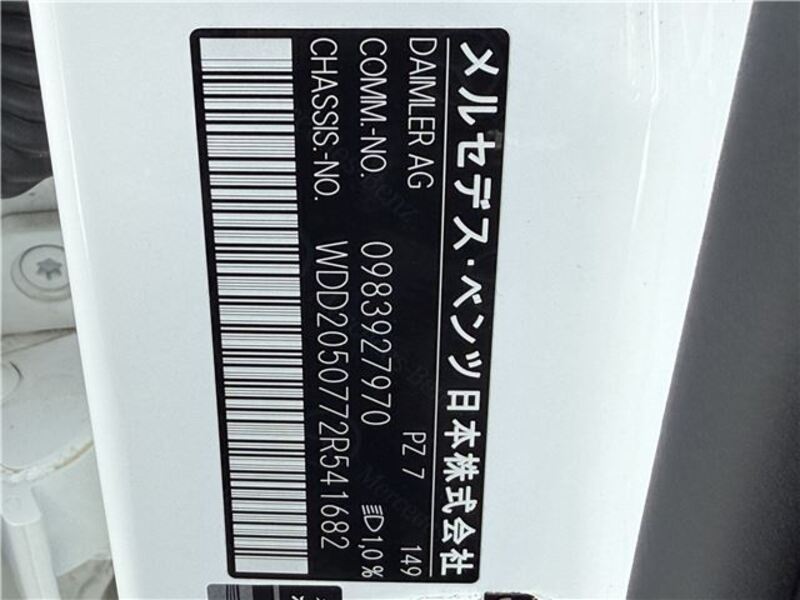 メルセデス・ベンツ日本株式会社
DAIMLER AG PZ 7 149
COMM.-NO. 0983927970 1,0 %
CHASSIS.-NO. WDD2050772R541682